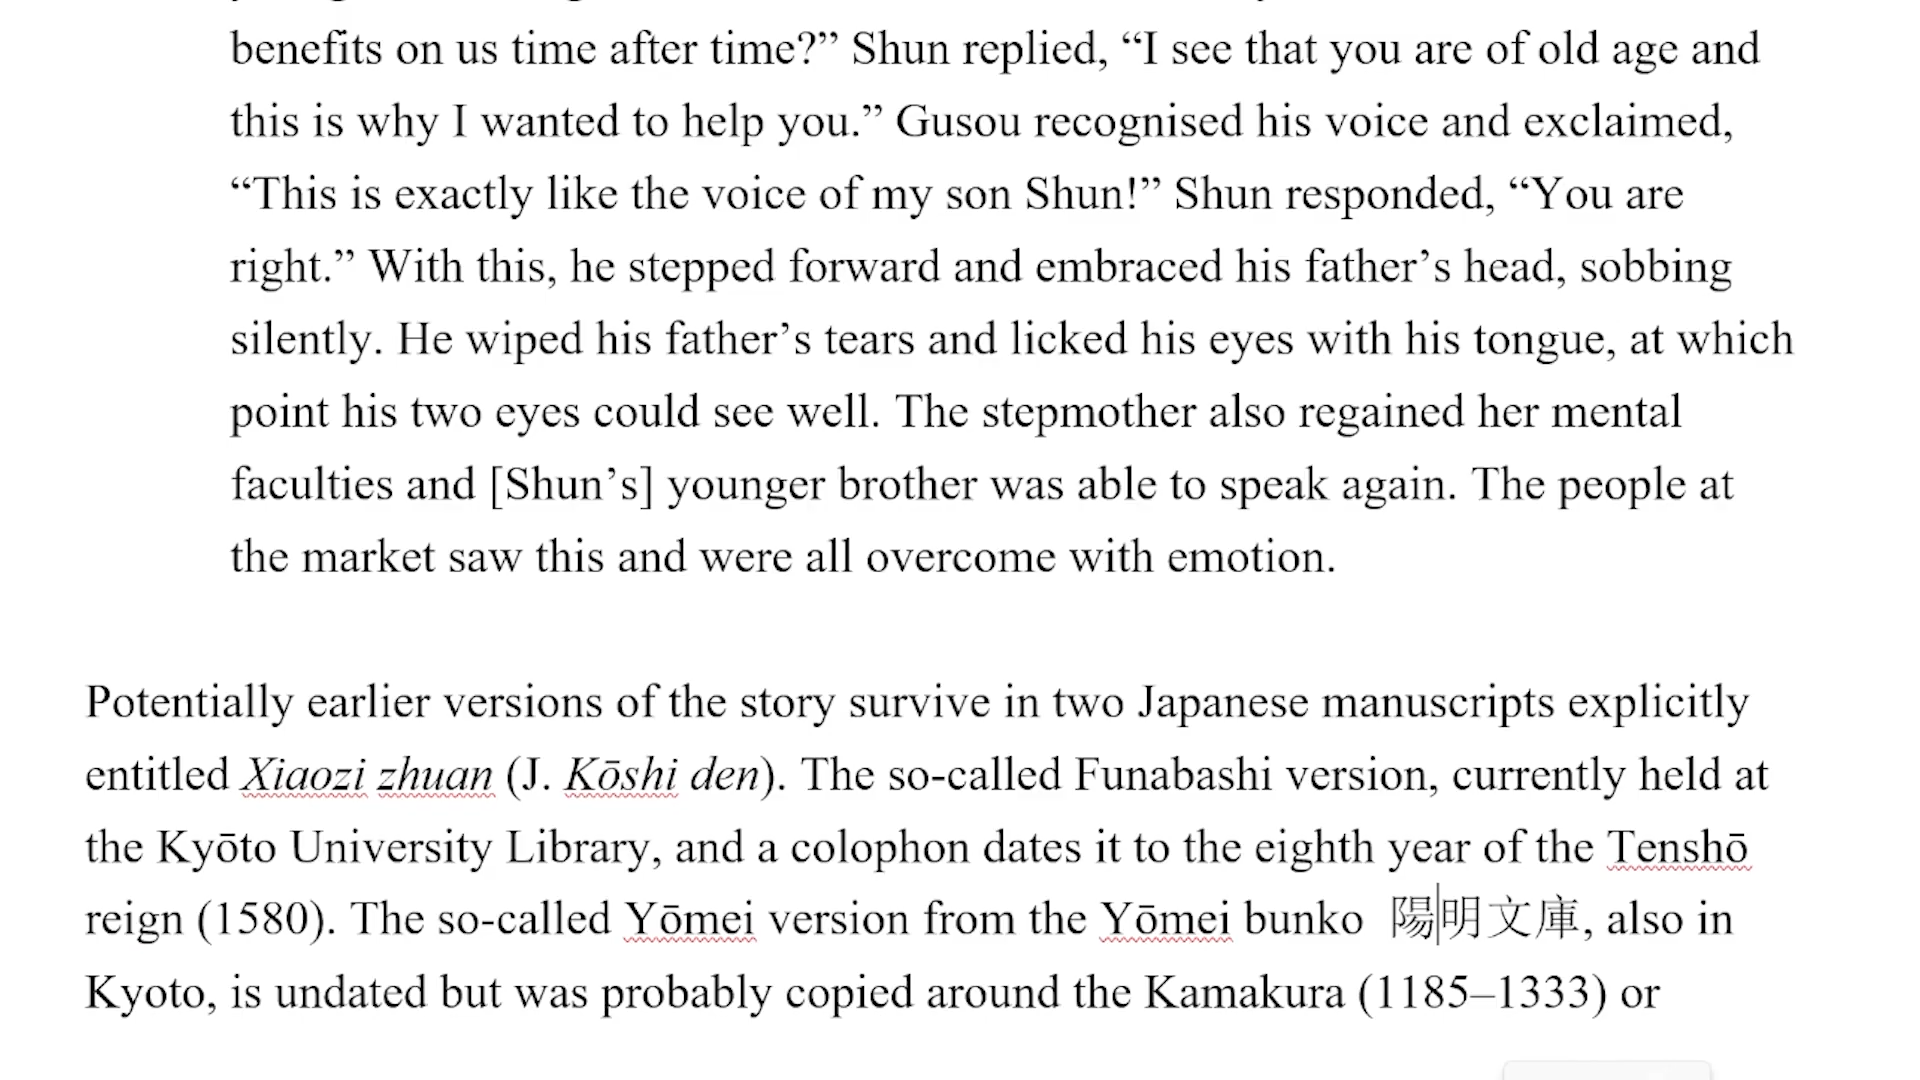 benefits on us time after time?” Shun replied, “I see that you are of old age and
this is why I wanted to help you.” Gusou recognised his voice and exclaimed,
“This is exactly like the voice of my son Shun!” Shun responded, “You are
right.” With this, he stepped forward and embraced his father’s head, sobbing
silently. He wiped his father’s tears and licked his eyes with his tongue, at which
point his two eyes could see well. The stepmother also regained her mental
faculties and [Shun’s] younger brother was able to speak again. The people at
the market saw this and were all overcome with emotion.
Potentially earlier versions of the story survive in two Japanese manuscripts explicitly
entitled Xiaozi zhuan (J. Kōshi den). The so-called Funabashi version, currently held at
the Kyōto University Library, and a colophon dates it to the eighth year of the Tenshō
reign (1580). The so-called Yōmei version from the Yōmei bunko 陽明文庫, also in
Kyoto, is undated but was probably copied around the Kamakura (1185–1333) or